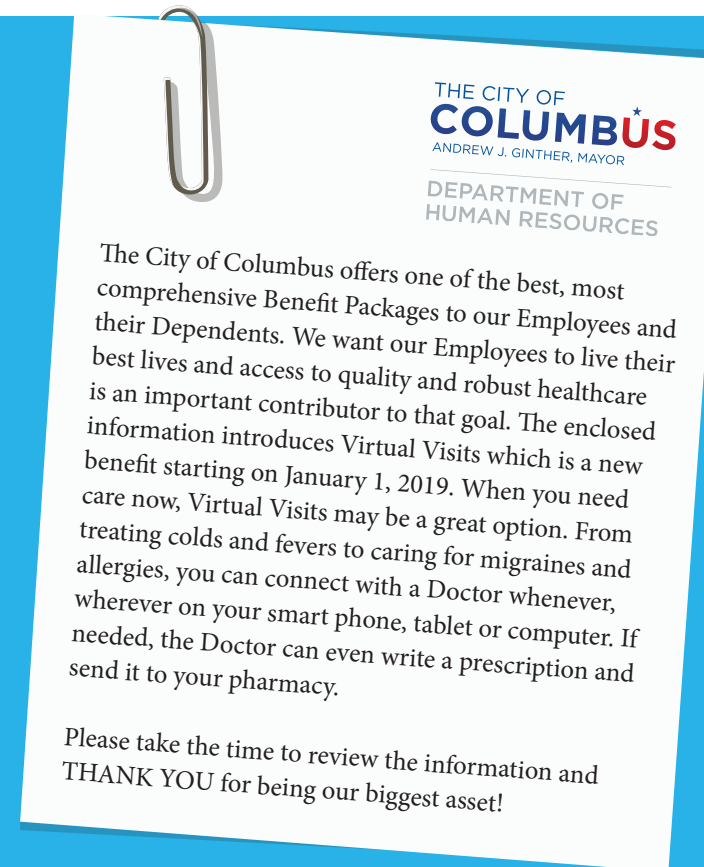 THE CITY OF
COLUMBUS
ANDREW J. GINTHER, MAYOR
DEPARTMENT OF
HUMAN RESOURCES
The City of Columbus offers one of the best, most
comprehensive Benefit Packages to our Employees and
their Dependents. We want our Employees to live their
best lives and access to quality and robust healthcare
is an important contributor to that goal. The enclosed
information introduces Virtual Visits which is a new
benefit starting on January 1, 2019. When you need
care now, Virtual Visits may be a great option. From
treating colds and fevers to caring for migraines and
allergies, you can connect with a Doctor whenever,
wherever on your smart phone, tablet or computer. If
needed, the Doctor can even write a prescription and
send it to your pharmacy.
Please take the time to review the information and
THANK YOU for being our biggest asset!